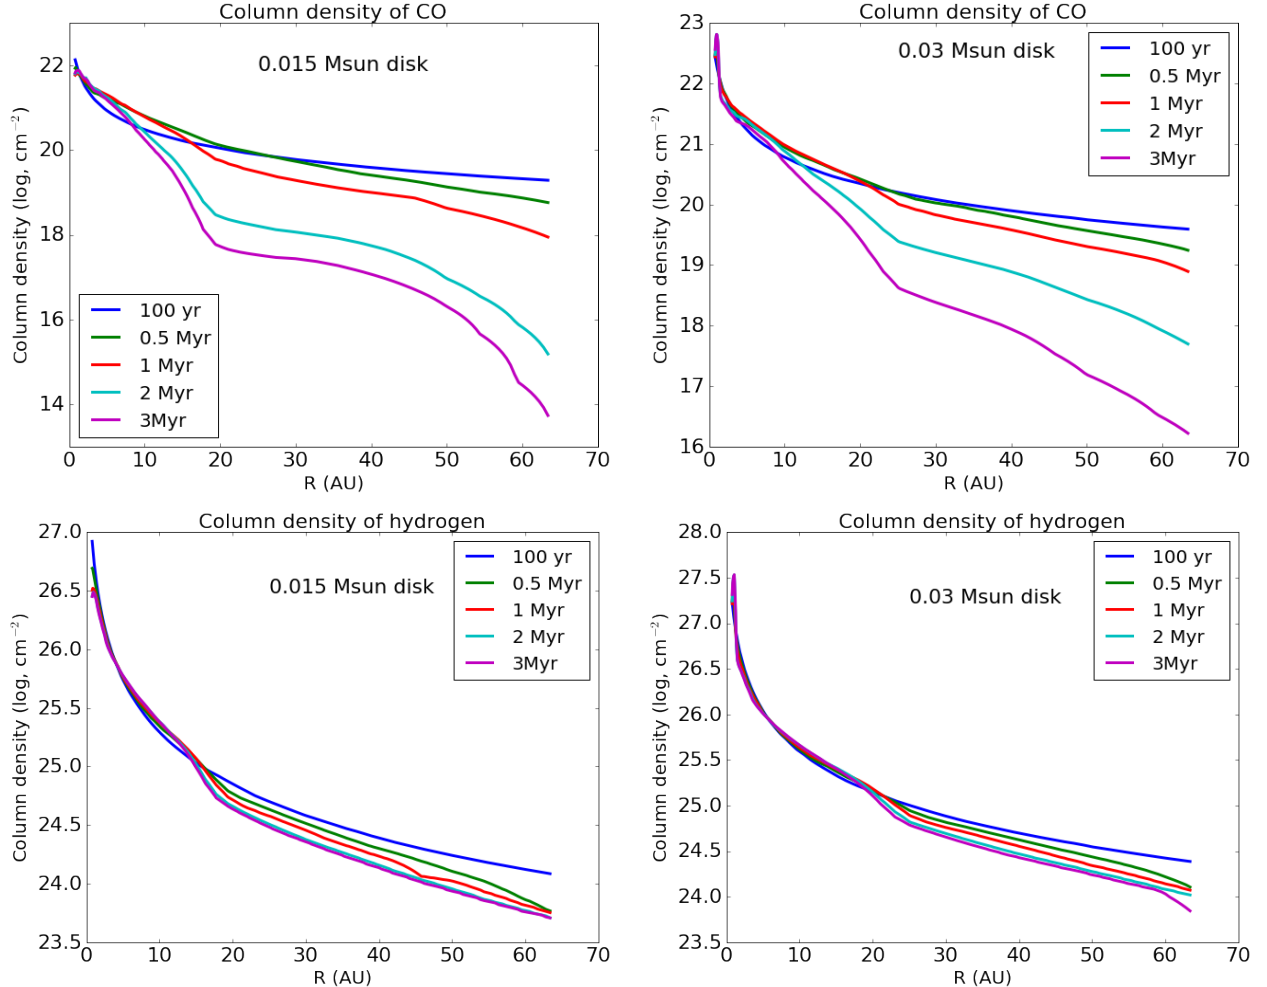 Column density of CO
0.015 Msun disk
Column density (log, cm⁻²)
22
20
18
16
14
100 yr
0.5 Myr
1 Myr
2 Myr
3Myr
0 10 20 30 40 50 60 70
R (AU)
Column density of CO
0.03 Msun disk
Column density (log, cm⁻²)
23
22
21
20
19
18
17
16
100 yr
0.5 Myr
1 Myr
2 Myr
3Myr
0 10 20 30 40 50 60 70
R (AU)
Column density of hydrogen
0.015 Msun disk
Column density (log, cm⁻²)
27.0
26.5
26.0
25.5
25.0
24.5
24.0
23.5
100 yr
0.5 Myr
1 Myr
2 Myr
3Myr
0 10 20 30 40 50 60 70
R (AU)
Column density of hydrogen
0.03 Msun disk
Column density (log, cm⁻²)
28.0
27.5
27.0
26.5
26.0
25.5
25.0
24.5
24.0
23.5
100 yr
0.5 Myr
1 Myr
2 Myr
3Myr
0 10 20 30 40 50 60 70
R (AU)